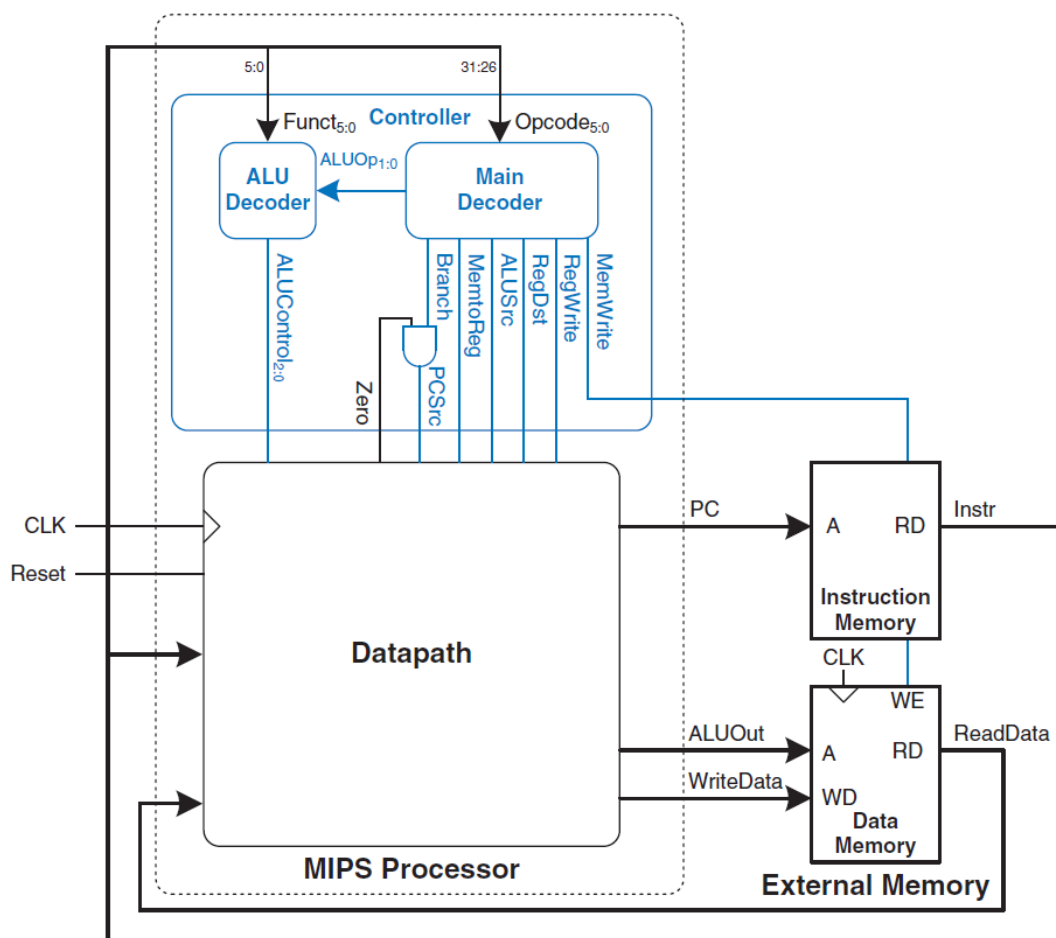 5:0
31:26
Controller
Funct5:0
Opcode5:0
ALUOp1:0
ALU
Decoder
Main
Decoder
ALUControl2:0
Branch
MemtoReg
ALUSrc
RegDst
RegWrite
MemWrite
Zero
PCSrc
CLK
Reset
PC
A
RD
Instr
Instruction
Memory
Datapath
CLK
WE
ALUOut
A
RD
ReadData
WriteData
WD
Data
Memory
MIPS Processor
External Memory